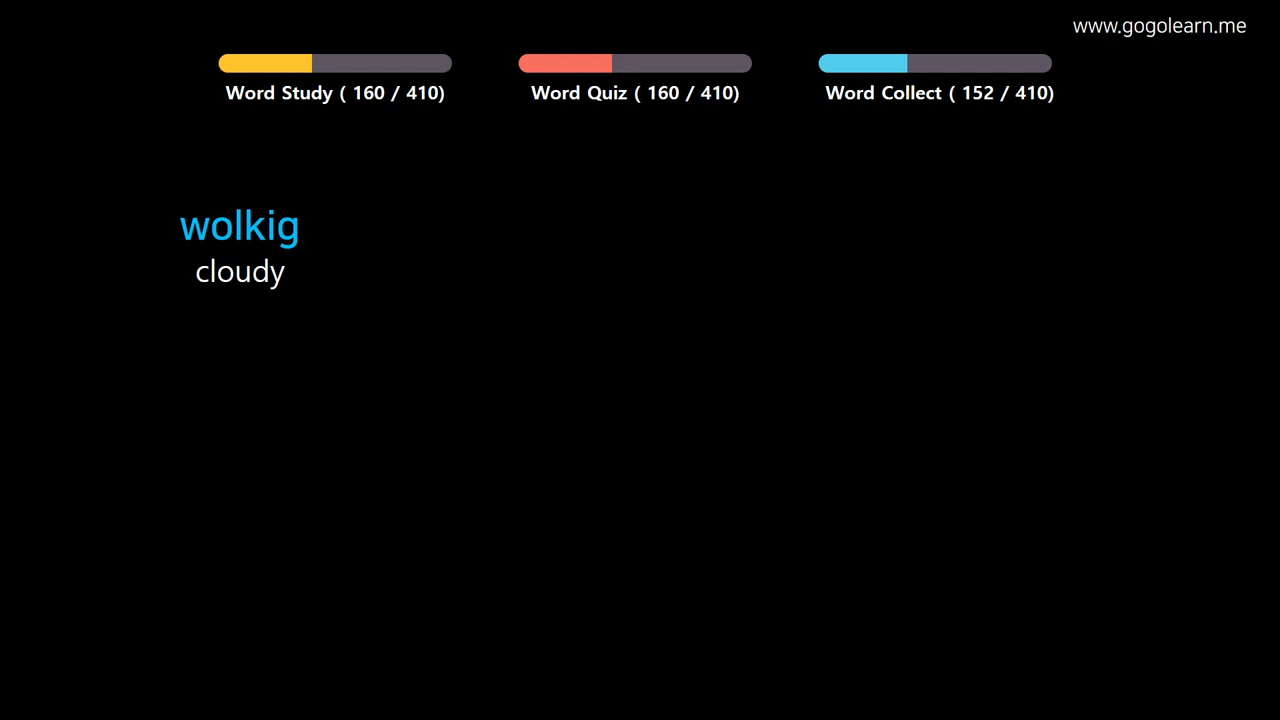 www.gogolearn.me
Word Study ( 160 / 410)
Word Quiz ( 160 / 410)
Word Collect ( 152 / 410)
wolkig
cloudy